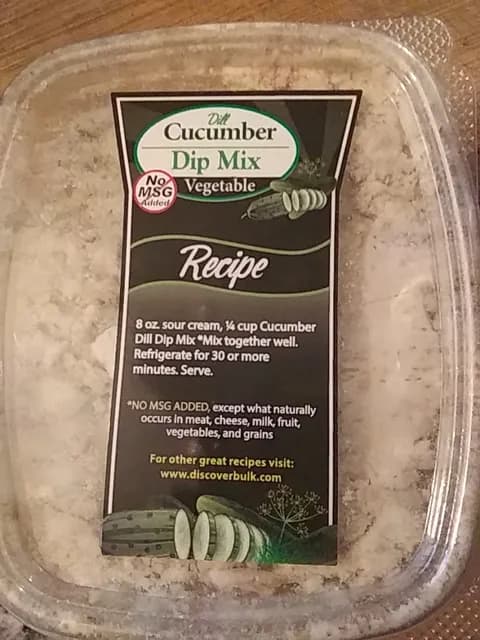 Dill
Cucumber
Dip Mix
Vegetable
No
MSG
Added
Recipe
8 oz. sour cream, ¼ cup Cucumber
Dill Dip Mix *Mix together well.
Refrigerate for 30 or more
minutes. Serve.
*NO MSG ADDED, except what naturally
occurs in meat, cheese, milk, fruit,
vegetables, and grains
For other great recipes visit:
www.discoverbulk.com